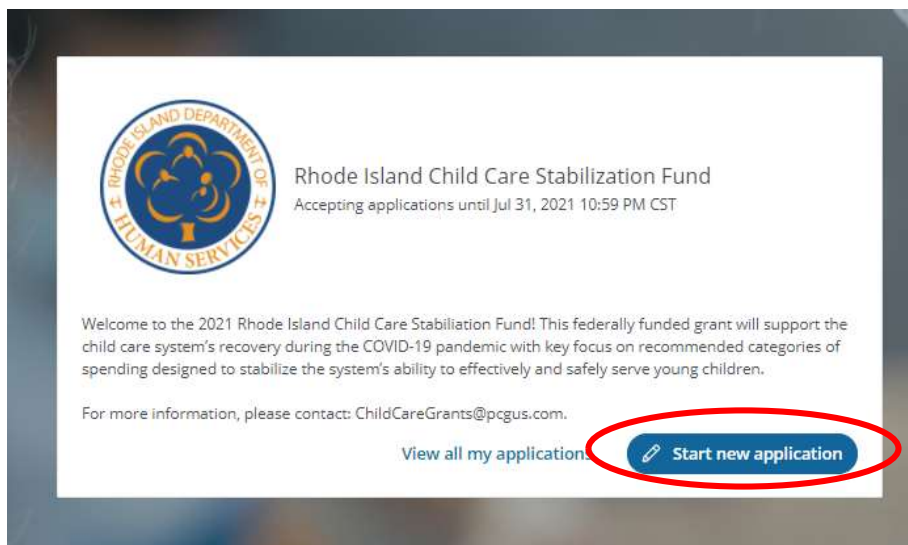 RHODE ISLAND DEPARTMENT OF
HUMAN SERVICES
Rhode Island Child Care Stabilization Fund
Accepting applications until Jul 31, 2021 10:59 PM CST
Welcome to the 2021 Rhode Island Child Care Stabiliation Fund! This federally funded grant will support the
child care system's recovery during the COVID-19 pandemic with key focus on recommended categories of
spending designed to stabilize the system's ability to effectively and safely serve young children.
For more information, please contact: ChildCareGrants@pcgus.com.
View all my applications
Start new application